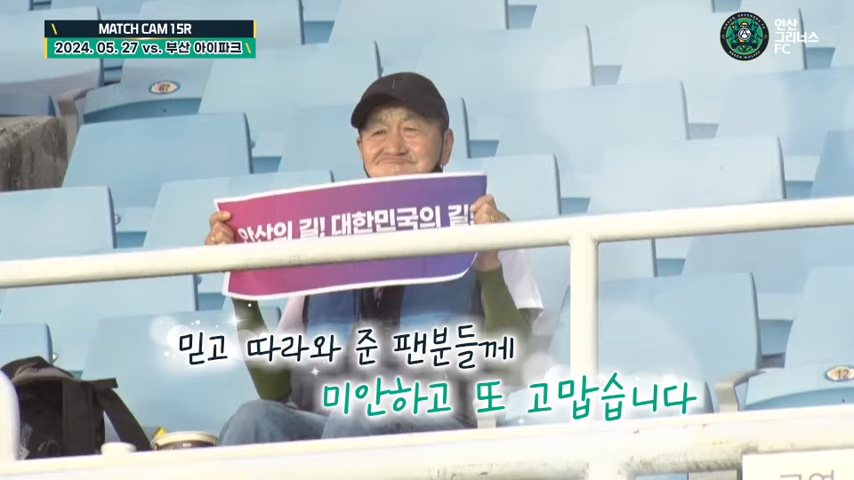 MATCH CAM 15R
2024. 05. 27 vs. 부산 아이파크
안산
그리너스
FC
67
안산의 길! 대한민국의 길!
믿고 따라와 준 팬분들께
미안하고 또 고맙습니다
12